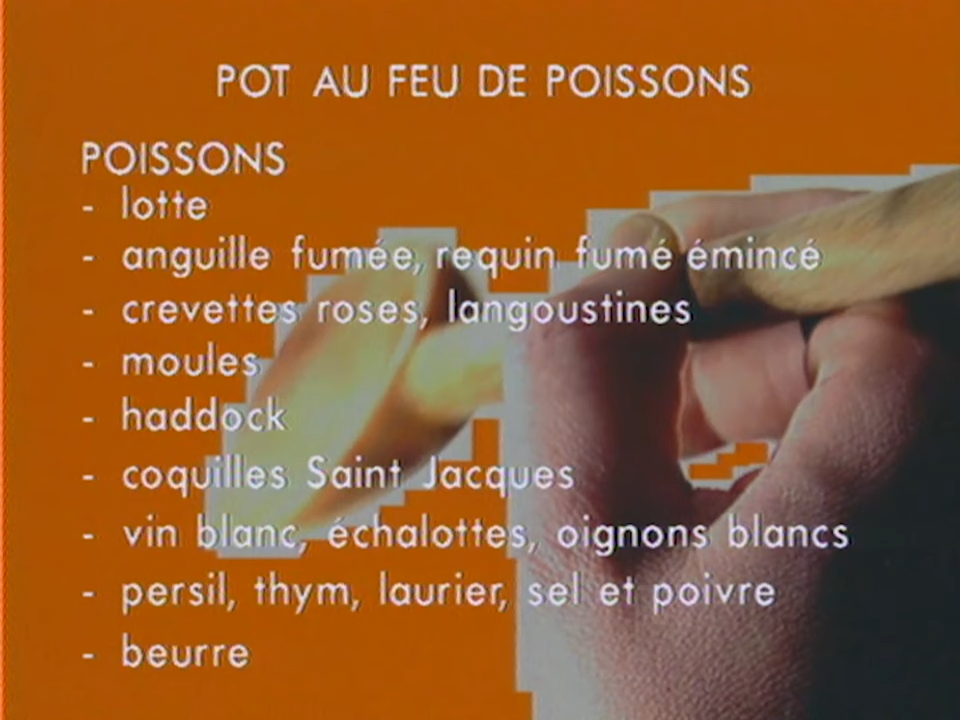 POT AU FEU DE POISSONS
POISSONS
- lotte
- anguille fumée, requin fumé émincé
- crevettes roses, langoustines
- moules
- haddock
- coquilles Saint Jacques
- vin blanc, échalottes, oignons blancs
- persil, thym, laurier, sel et poivre
- beurre